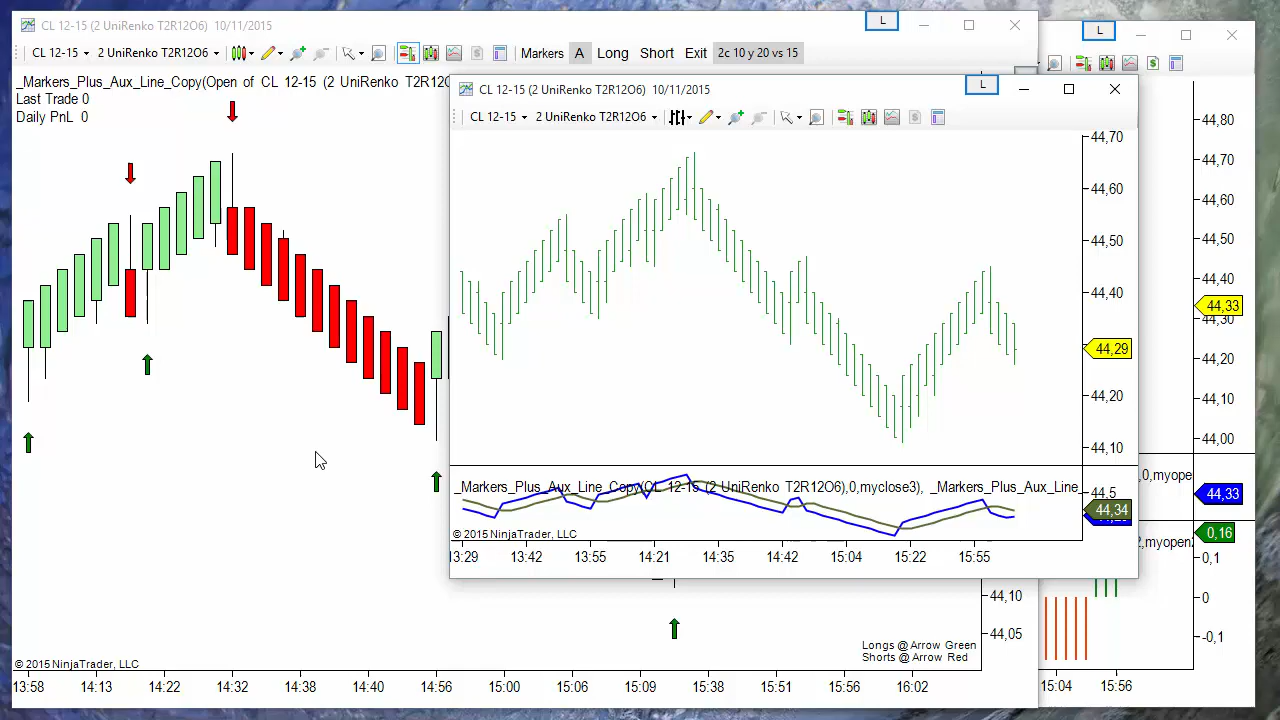 CL 12-15 (2 UniRenko T2R12O6) 10/11/2015
L
L
CL 12-15 2 UniRenko T2R12O6 Markers A Long Short Exit 2c 10 y 20 vs 15
_Markers_Plus_Aux_Line_Copy(Open of CL 12-15 (2 UniRenko T2R12O
Last Trade 0
Daily PnL 0
CL 12-15 (2 UniRenko T2R12O6) 10/11/2015
L
CL 12-15 2 UniRenko T2R12O6
44,70
44,60
44,50
44,40
44,29
44,20
44,10
_Markers_Plus_Aux_Line_Copy(CL 12-15 (2 UniRenko T2R12O6),0,myclose3), _Markers_Plus_Aux_Line
44.5
44,34
© 2015 NinjaTrader, LLC
13:29 13:42 13:55 14:21 14:35 14:42 15:04 15:22 15:55
44,80
44,70
44,60
44,50
44,40
44,33
44,30
44,20
44,10
44,00
,0,myope
44,33
0,16
2,myopen
0,1
0
-0,1
15:04 15:56
44,10
44,05
Longs @ Arrow Green
Shorts @ Arrow Red
© 2015 NinjaTrader, LLC
13:58 14:13 14:22 14:32 14:38 14:40 14:56 15:00 15:06 15:09 15:51 15:56 16:02